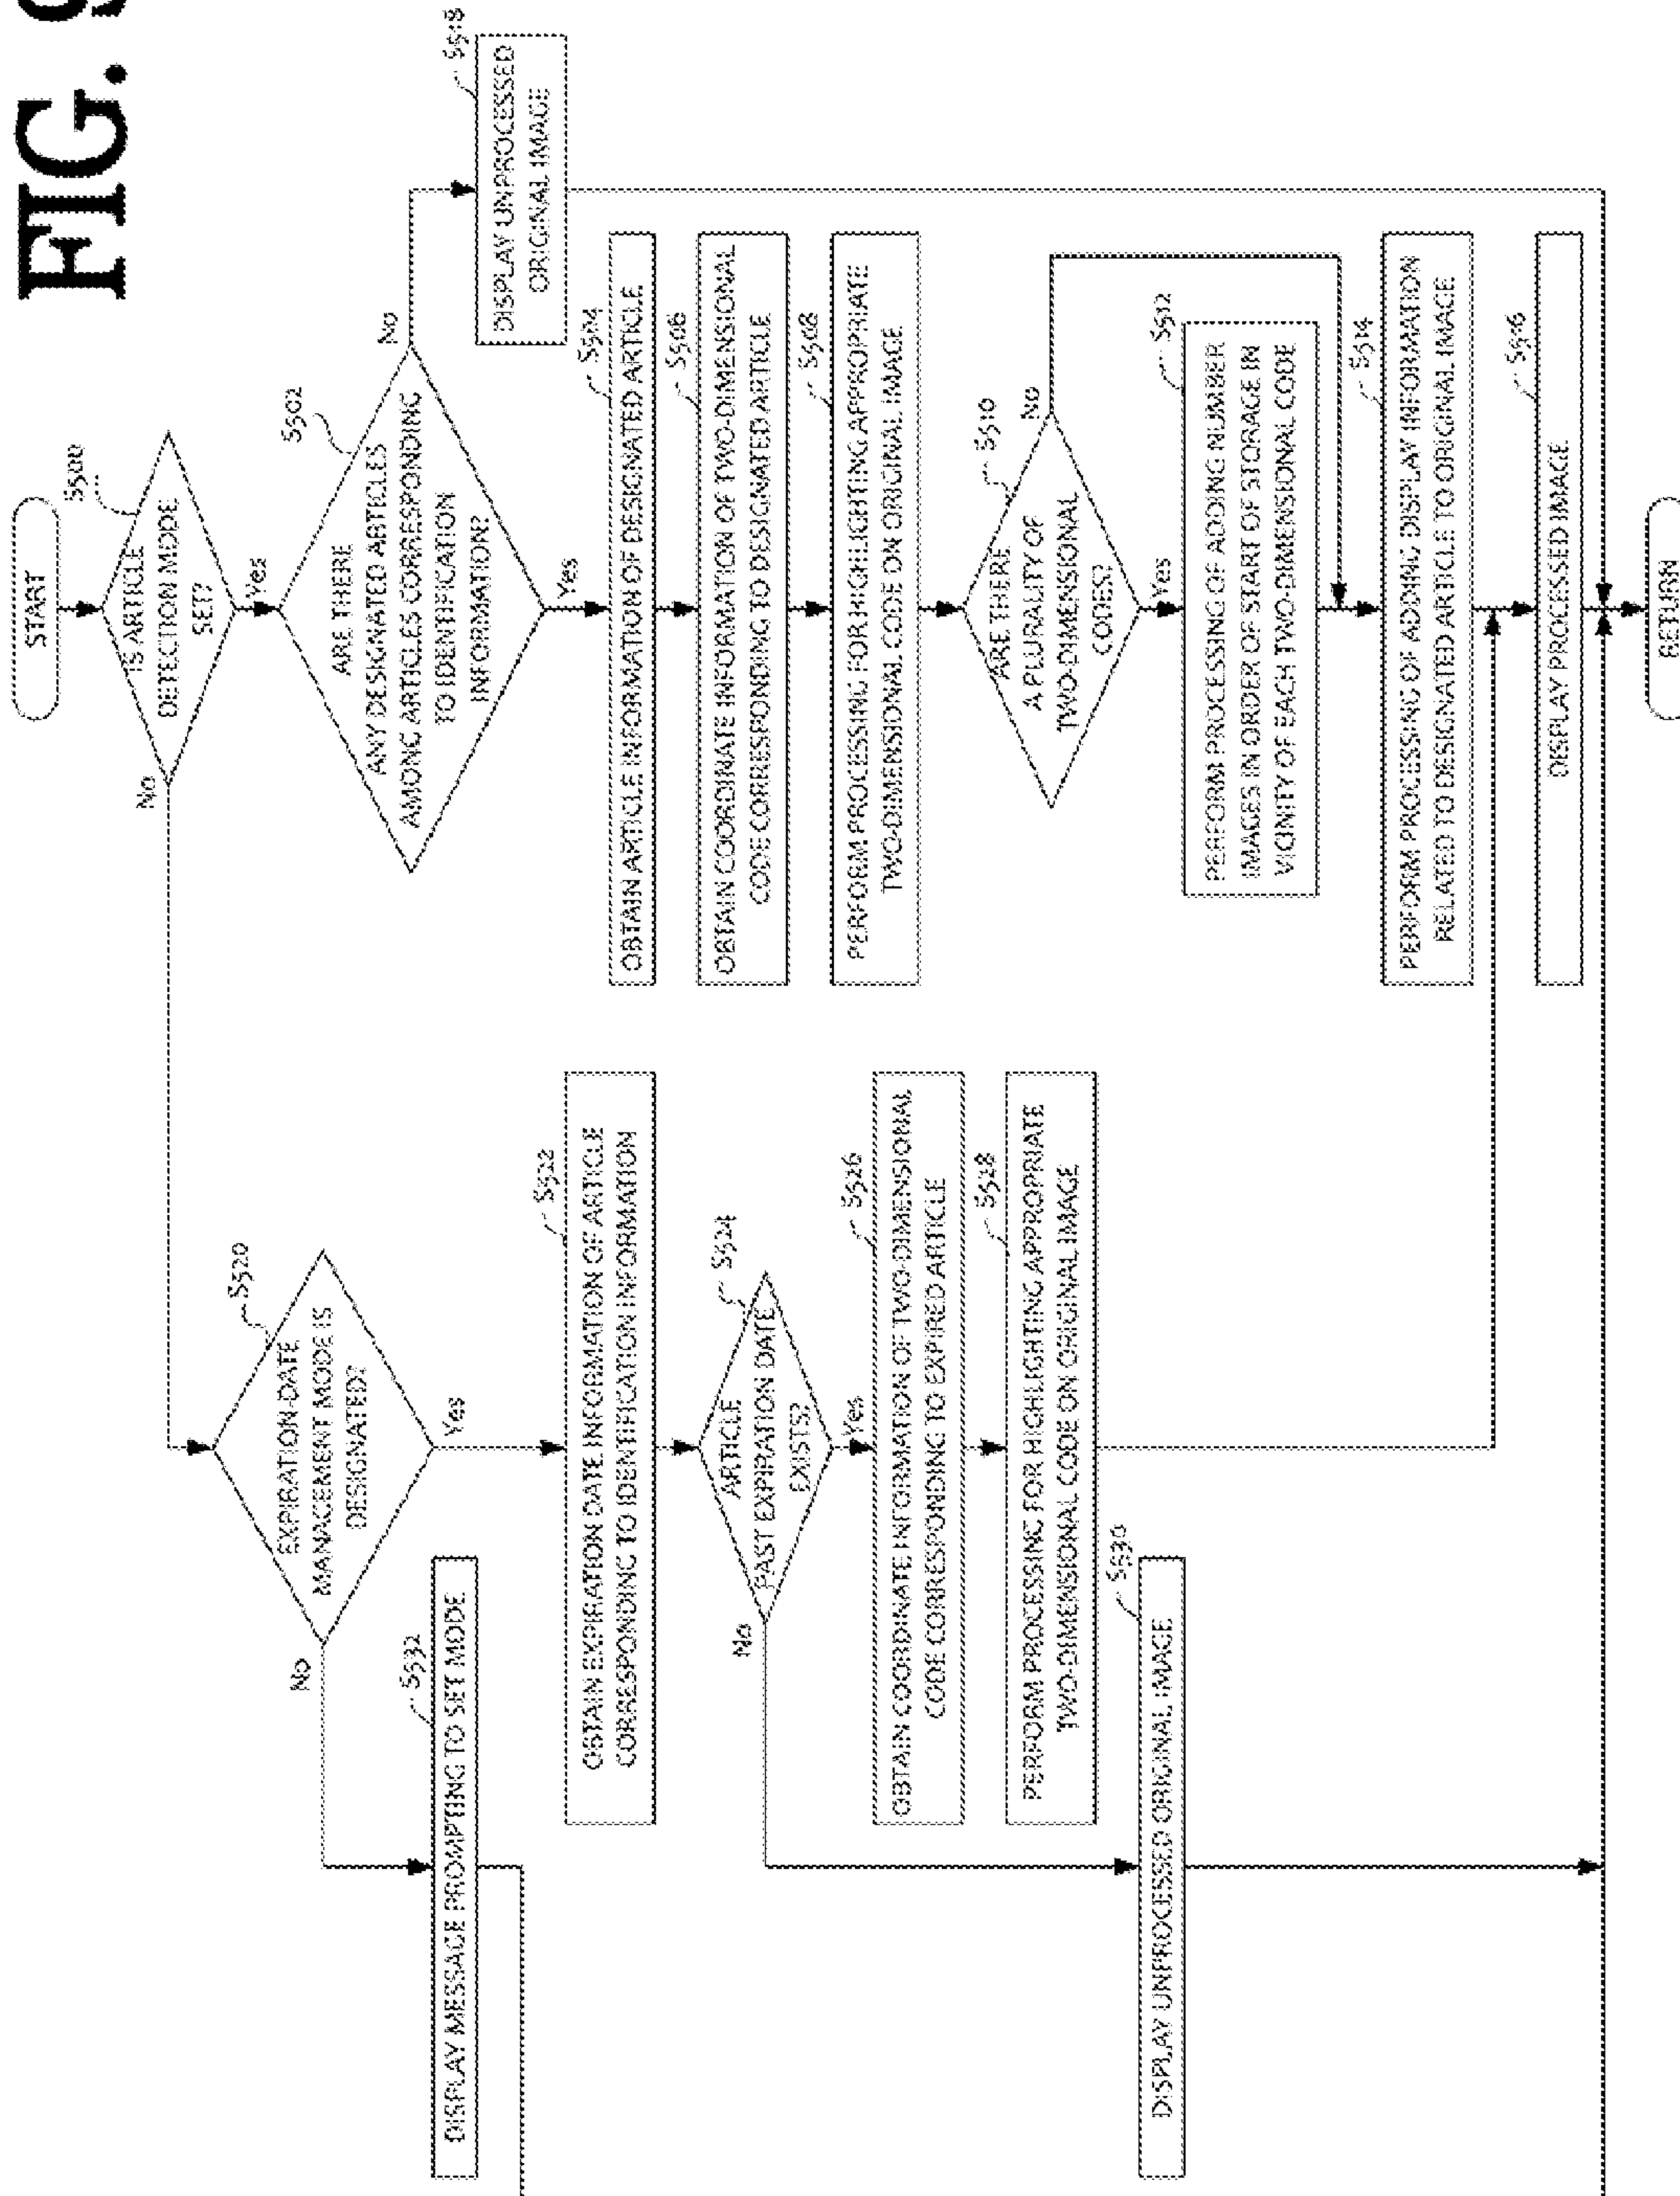 FIG. 9
START
S500
IS ARTICLE
DETECTION MODE
SET?
No
Yes
S502
ARE THERE
ANY DESIGNATED ARTICLES
AMONG ARTICLES CORRESPONDING
TO IDENTIFICATION
INFORMATION?
No
Yes
S518
DISPLAY UNPROCESSED
ORIGINAL IMAGE
S504
OBTAIN ARTICLE INFORMATION OF DESIGNATED ARTICLE
S506
OBTAIN COORDINATE INFORMATION OF TWO-DIMENSIONAL
CODE CORRESPONDING TO DESIGNATED ARTICLE
S508
PERFORM PROCESSING FOR HIGHLIGHTING APPROPRIATE
TWO-DIMENSIONAL CODE ON ORIGINAL IMAGE
S510
ARE THERE
A PLURALITY OF
TWO-DIMENSIONAL
CODES?
No
Yes
S512
PERFORM PROCESSING OF ADDING NUMBER
IMAGES IN ORDER OF START OF STORAGE IN
VICINITY OF EACH TWO-DIMENSIONAL CODE
S514
PERFORM PROCESSING OF ADDING DISPLAY INFORMATION
RELATED TO DESIGNATED ARTICLE TO ORIGINAL IMAGE
S516
DISPLAY PROCESSED IMAGE
RETURN
S520
EXPIRATION-DATE
MANAGEMENT MODE IS
DESIGNATED?
No
Yes
S522
OBTAIN EXPIRATION DATE INFORMATION OF ARTICLE
CORRESPONDING TO IDENTIFICATION INFORMATION
S524
ARTICLE
PAST EXPIRATION DATE
EXISTS?
No
Yes
S526
OBTAIN COORDINATE INFORMATION OF TWO-DIMENSIONAL
CODE CORRESPONDING TO EXPIRED ARTICLE
S528
PERFORM PROCESSING FOR HIGHLIGHTING APPROPRIATE
TWO-DIMENSIONAL CODE ON ORIGINAL IMAGE
S530
DISPLAY UNPROCESSED ORIGINAL IMAGE
S532
DISPLAY MESSAGE PROMPTING TO SET MODE